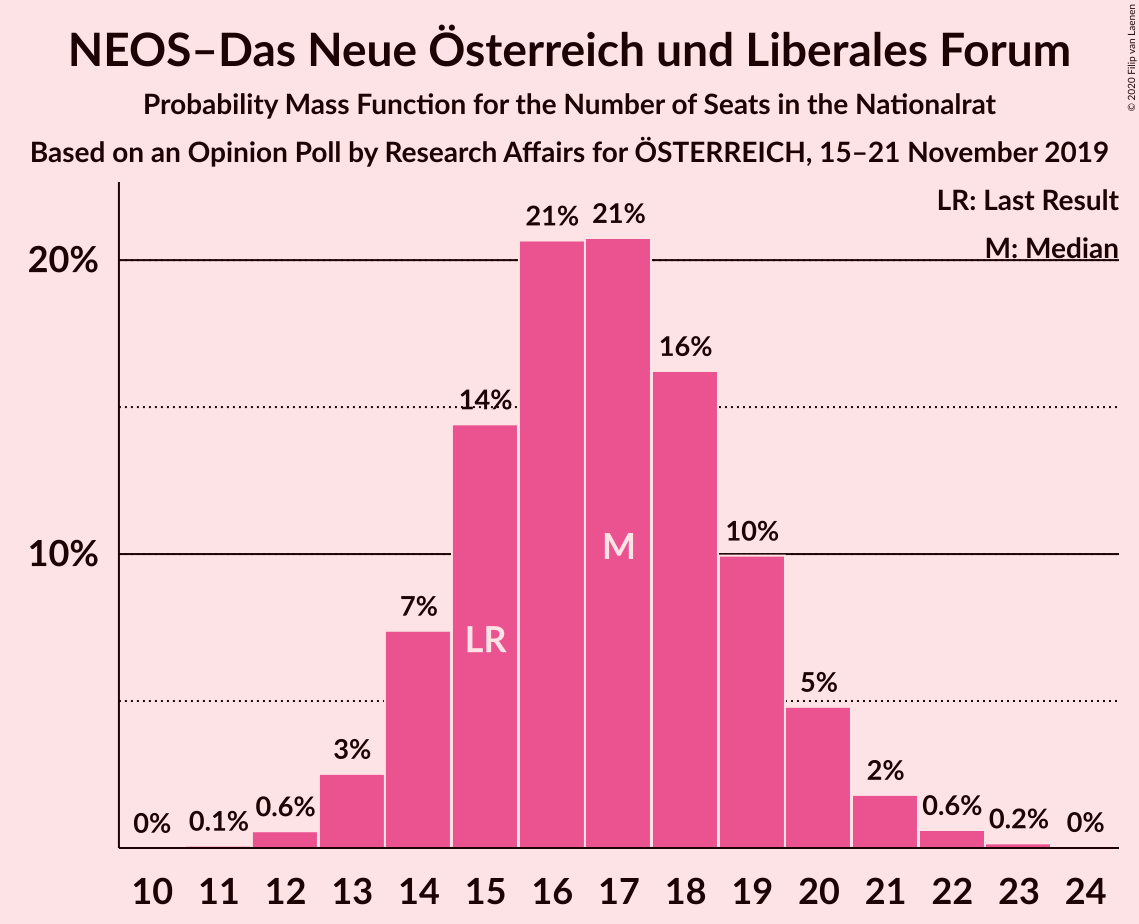 NEOS–Das Neue Österreich und Liberales Forum
Probability Mass Function for the Number of Seats in the Nationalrat
Based on an Opinion Poll by Research Affairs for ÖSTERREICH, 15–21 November 2019
© 2020 Filip van Laenen
LR: Last Result
M: Median
20%
10%
0%
0.1%
0.6%
3%
7%
14%
21%
21%
16%
10%
5%
2%
0.6%
0.2%
0%
LR
M
10 11 12 13 14 15 16 17 18 19 20 21 22 23 24